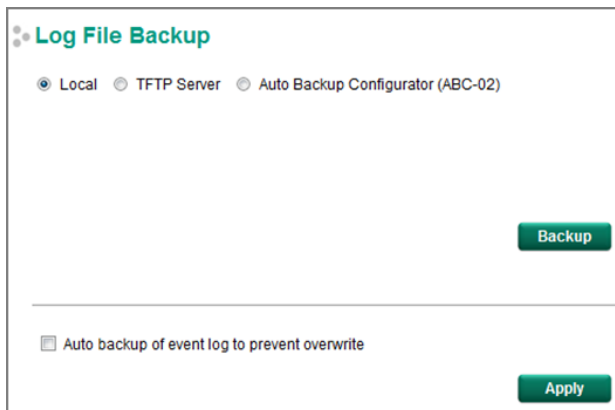 Log File Backup
Local TFTP Server Auto Backup Configurator (ABC-02)
Backup
Auto backup of event log to prevent overwrite
Apply